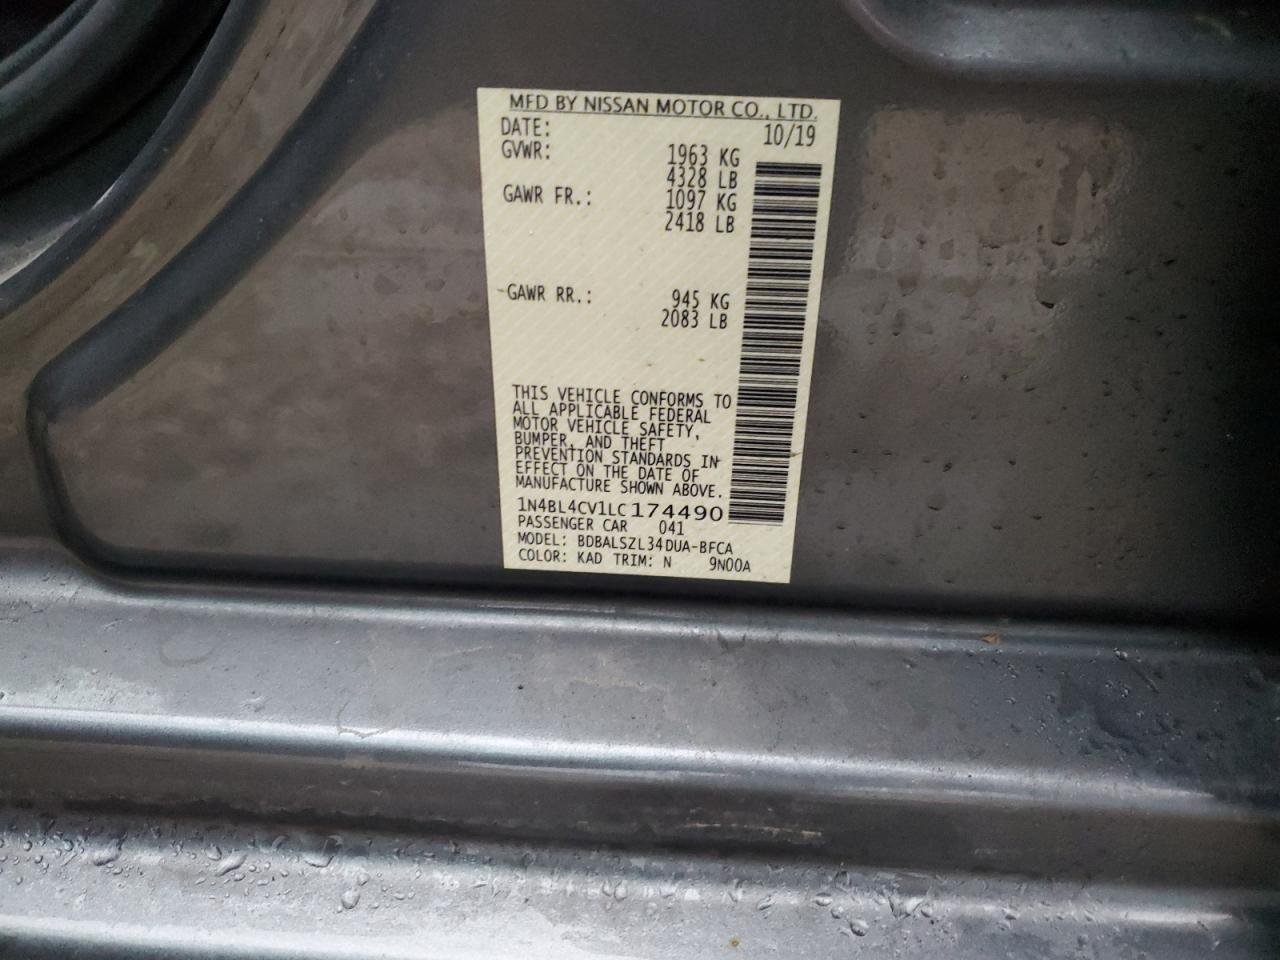 MFD BY NISSAN MOTOR CO., LTD.
DATE: 10/19
GVWR: 1963 KG
4328 LB
GAWR FR.: 1097 KG
2418 LB
GAWR RR.: 945 KG
2083 LB
THIS VEHICLE CONFORMS TO
ALL APPLICABLE FEDERAL
MOTOR VEHICLE SAFETY,
BUMPER, AND THEFT
PREVENTION STANDARDS IN
EFFECT ON THE DATE OF
MANUFACTURE SHOWN ABOVE.
1N4BL4CV1LC174490
PASSENGER CAR 041
MODEL: BDBALSZL34DUA-BFCA
COLOR: KAD TRIM: N 9N00A